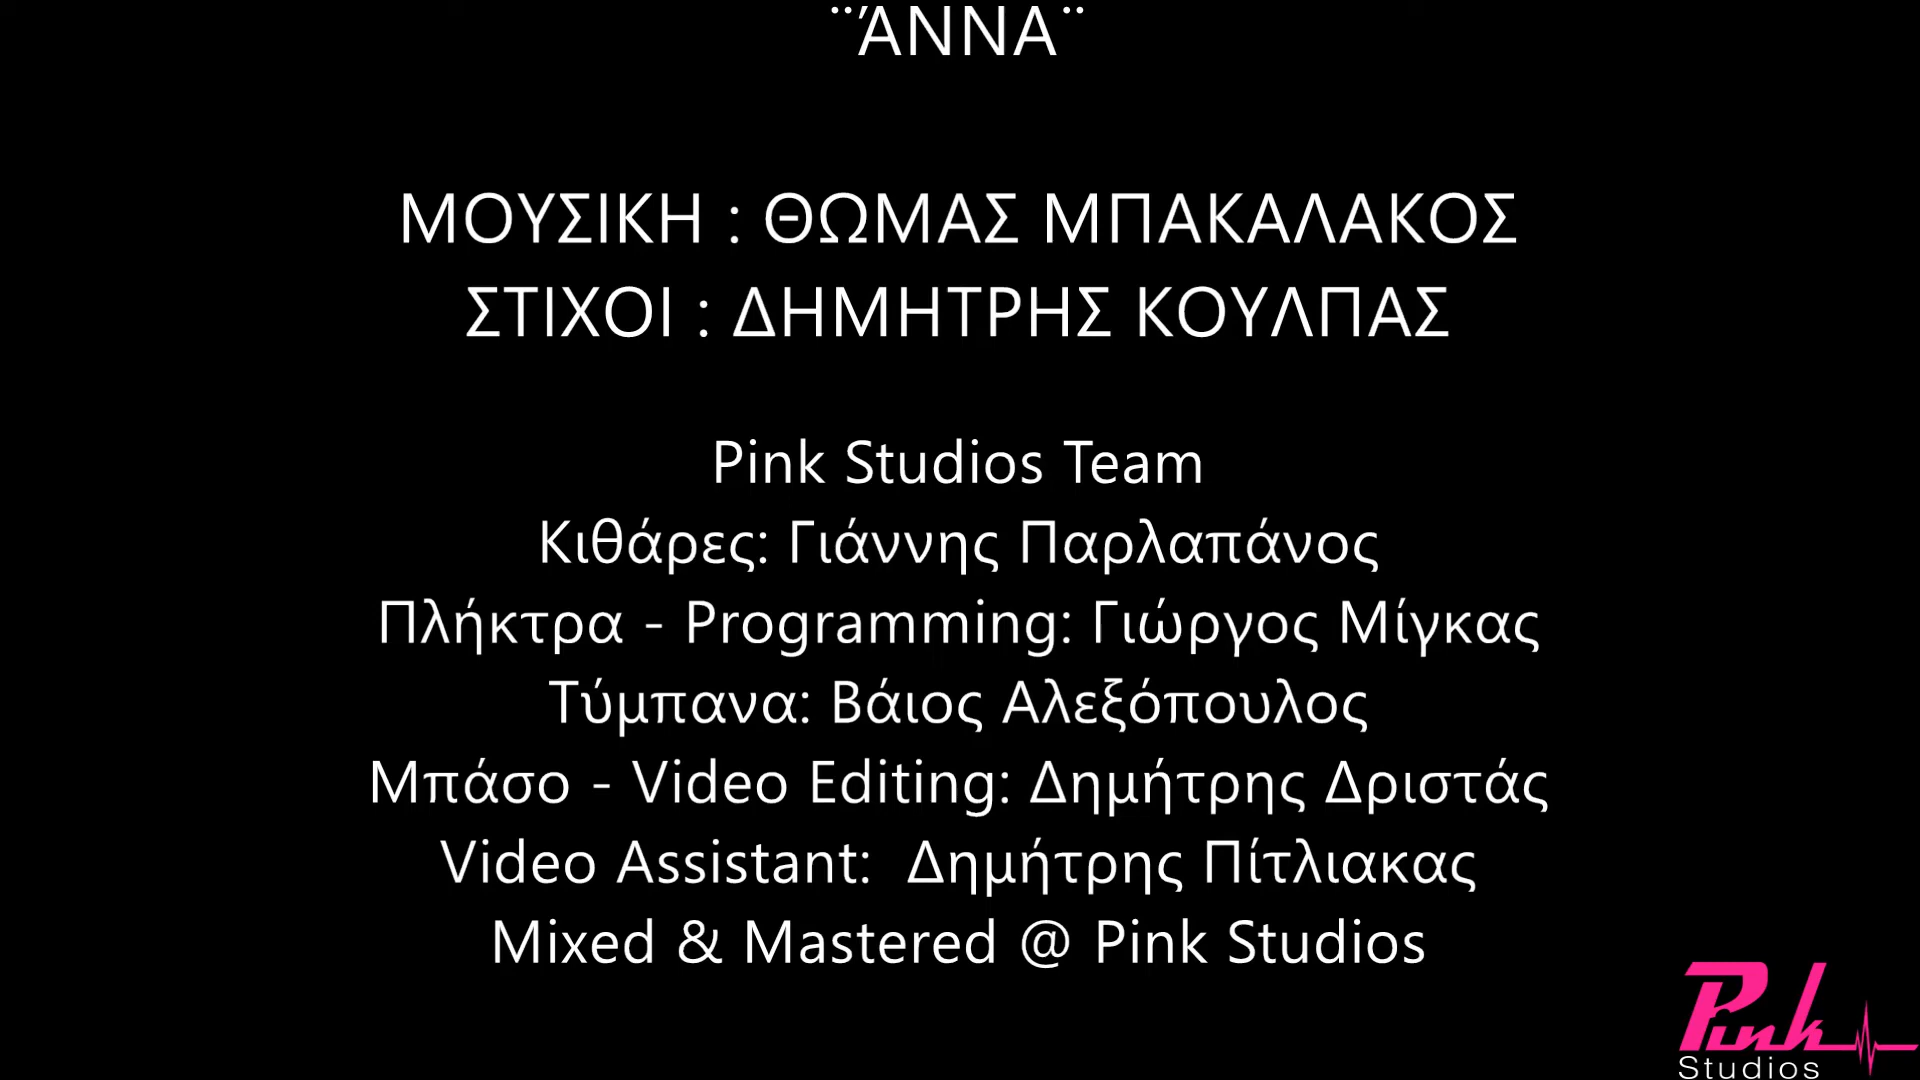 ¨ΆΝΝΑ¨
ΜΟΥΣΙΚΗ : ΘΩΜΑΣ ΜΠΑΚΑΛΑΚΟΣ
ΣΤΙΧΟΙ : ΔΗΜΗΤΡΗΣ ΚΟΥΛΠΑΣ
Pink Studios Team
Κιθάρες: Γιάννης Παρλαπάνος
Πλήκτρα - Programming: Γιώργος Μίγκας
Τύμπανα: Βάιος Αλεξόπουλος
Μπάσο - Video Editing: Δημήτρης Δριστάς
Video Assistant:  Δημήτρης Πίτλιακας
Mixed & Mastered @ Pink Studios
Pink
Studios